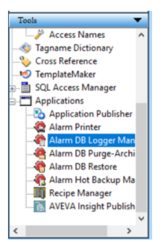 Tools
Access Names
Tagname Dictionary
Cross Reference
TemplateMaker
SQL Access Manager
Applications
Application Publisher
Alarm Printer
Alarm DB Logger Man
Alarm DB Purge-Archi
Alarm DB Restore
Alarm Hot Backup Ma
Recipe Manager
AVEVA Insight Publish